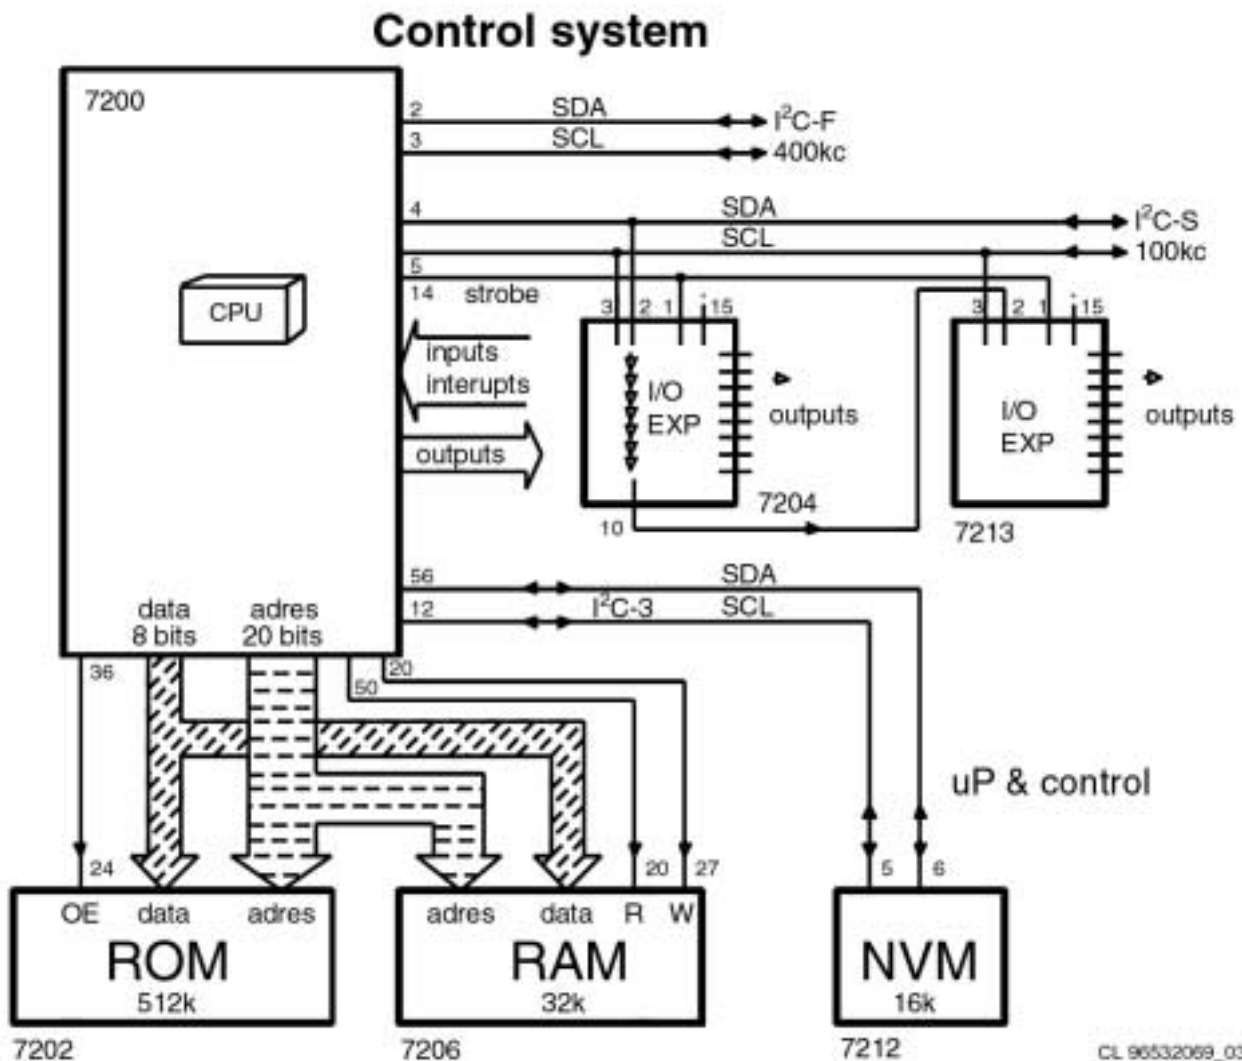 Control system
7200
2 SDA I²C-F
3 SCL 400kc
4 SDA I²C-S
SCL 100kc
5
14 strobe
CPU
3 2 1 15
3 2 1 15
inputs
interupts
outputs
I/O
EXP
outputs
I/O
EXP
outputs
7204
10
7213
56 SDA
12 I²C-3 SCL
data
8 bits
adres
20 bits
36
20
50
uP & control
24
20 27
5 6
OE data adres
ROM
512k
7202
adres data R W
RAM
32k
7206
NVM
16k
7212